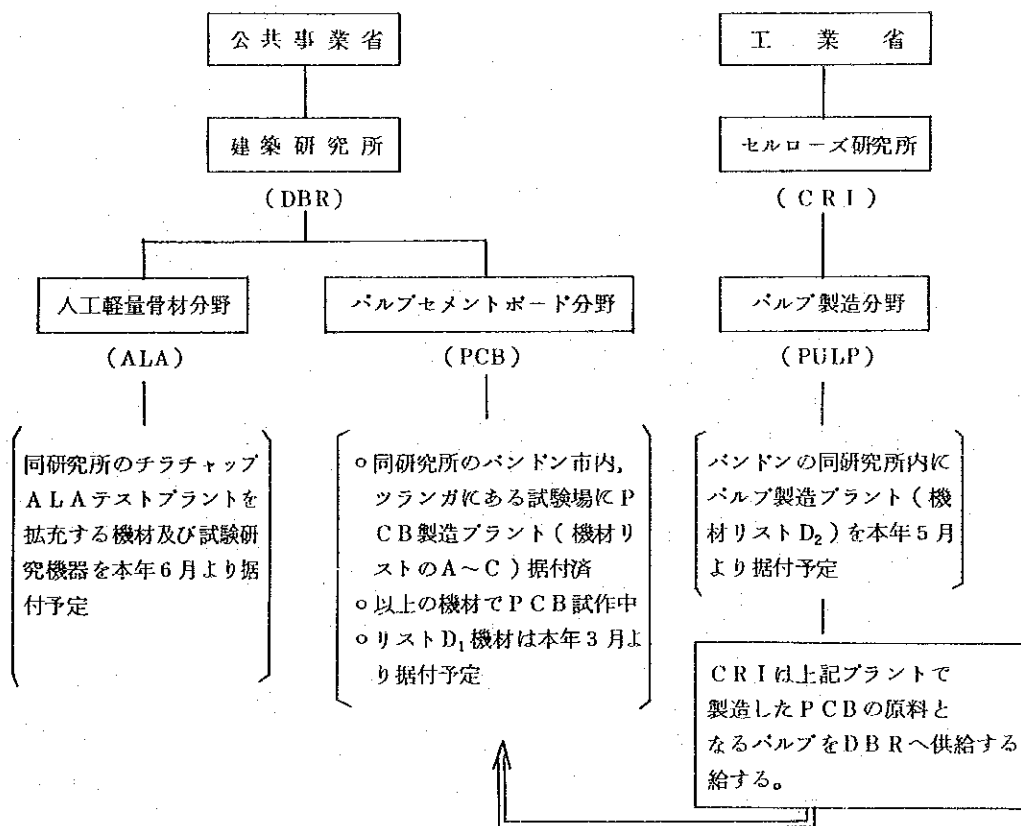 公共事業省
工業省
建築研究所
セルローズ研究所
(DBR)
(CRI)
人工軽量骨材分野
パルプセメントボード分野
パルプ製造分野
(ALA)
(PCB)
(PULP)
同研究所のチラチャップ
ALAテストプラントを
拡充する機材及び試験研
究機器を本年6月より据
付予定
○同研究所のバンドン市内,
ツランガにある試験場にP
CB製造プラント(機材リ
ストのA~C)据付済
○以上の機材でPCB試作中
○リストD₁機材は本年3月よ
り据付予定
バンドンの同研究所内に
パルプ製造プラント(機
材リストD₂)を本年5月
より据付予定
CRIは上記プラントで
製造したPCBの原料と
なるパルプをDBRへ供給する
給する。